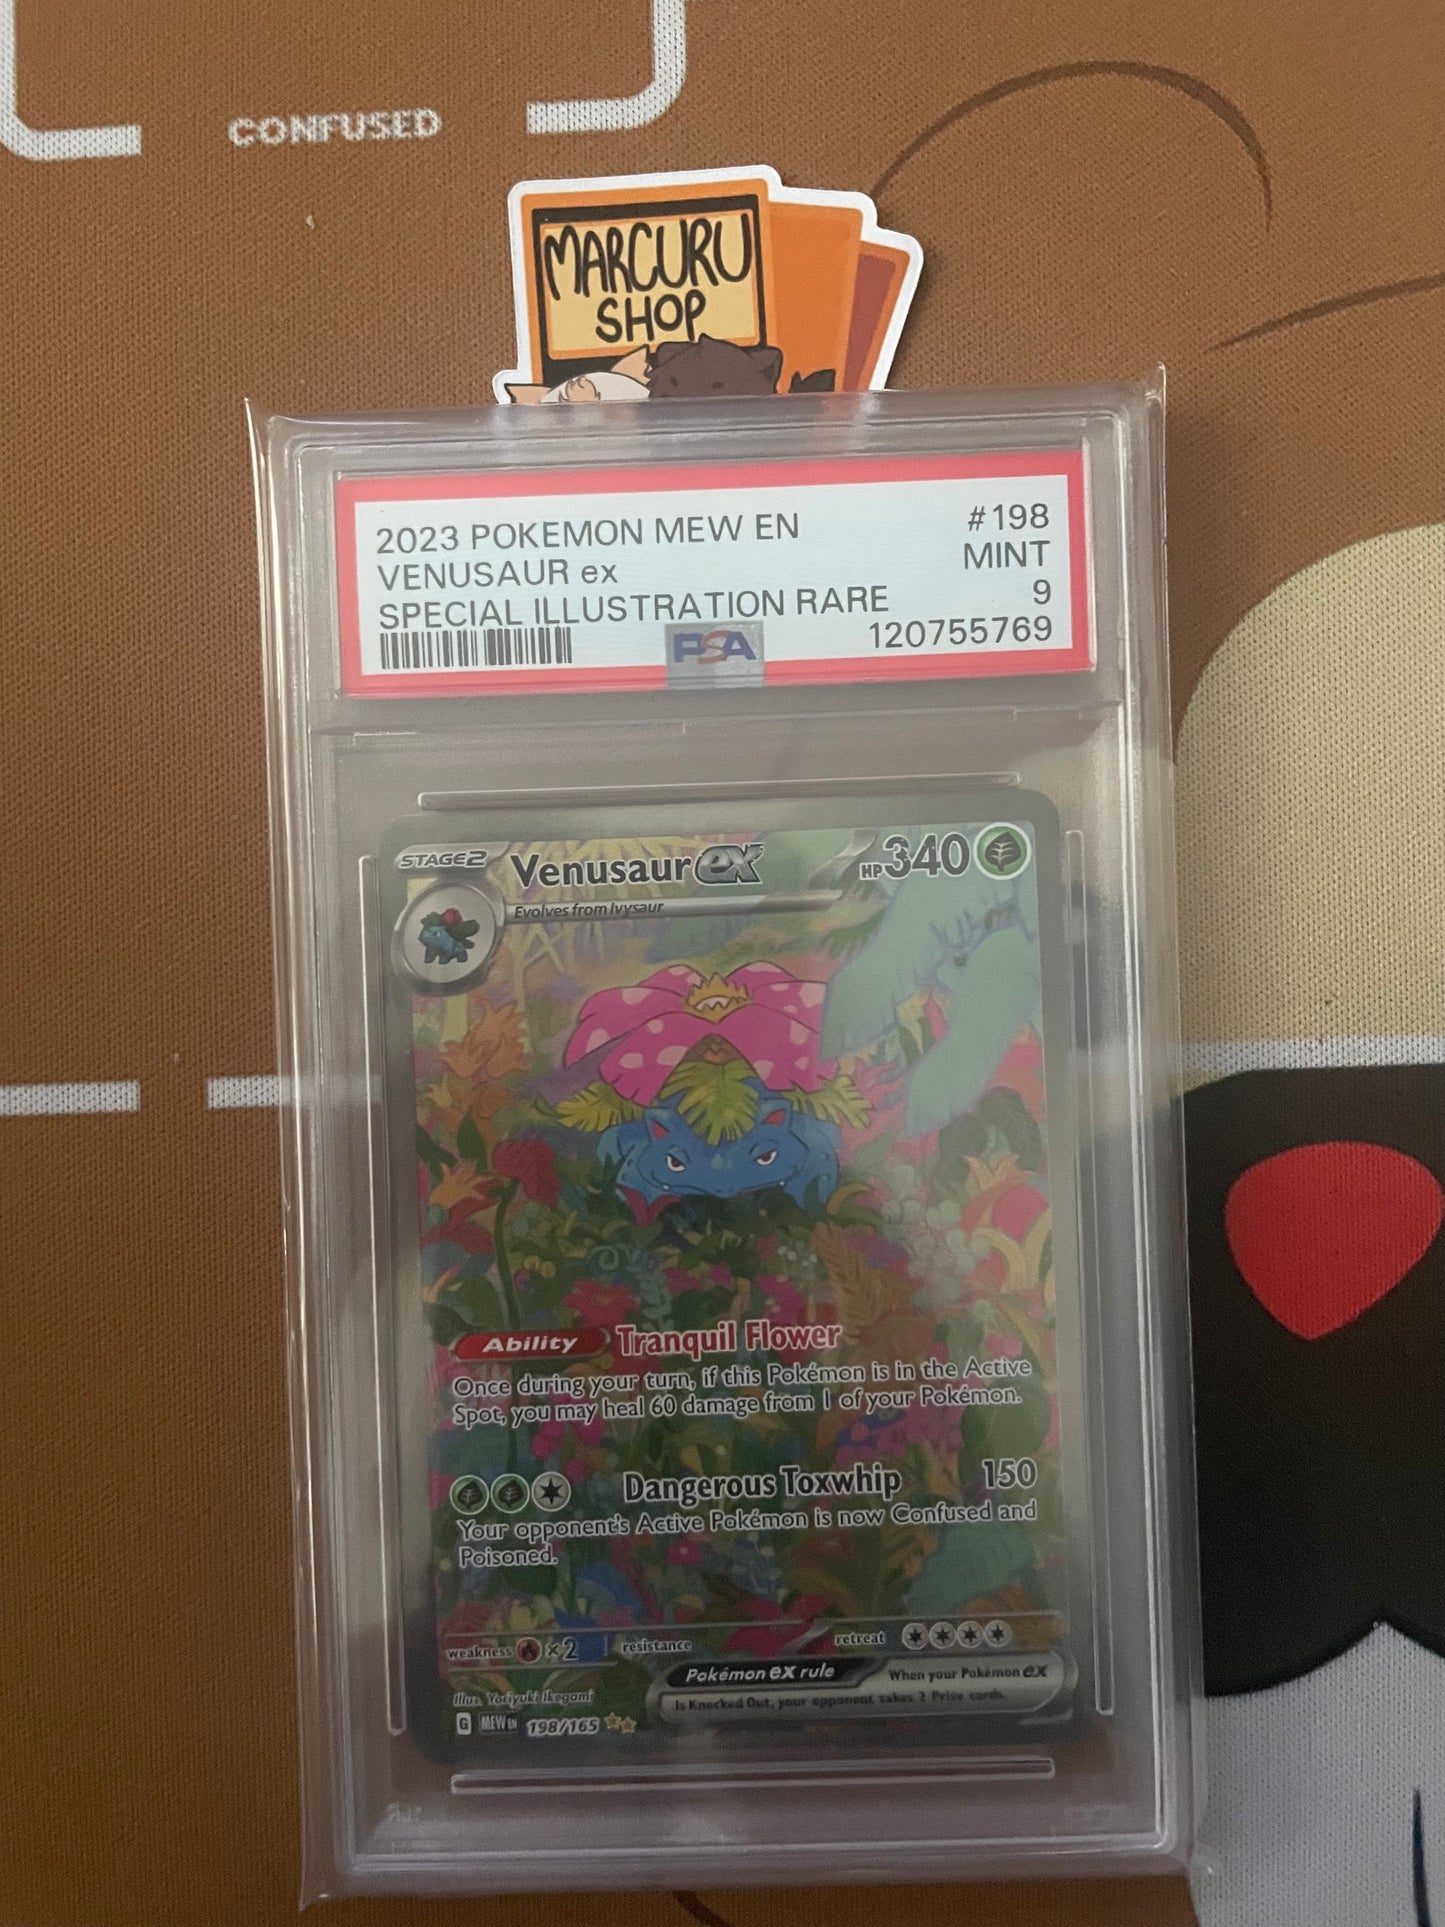 CONFUSED
MARCURU
SHOP
2023 POKEMON MEW EN #198
VENUSAUR ex MINT
SPECIAL ILLUSTRATION RARE 9
PSA 120755769
STAGE2 Venusaur ex HP340
Evolves from Ivysaur
Ability Tranquil Flower
Once during your turn, if this Pokémon is in the Active
Spot, you may heal 60 damage from 1 of your Pokémon.
Dangerous Toxwhip 150
Your opponent's Active Pokémon is now Confused and
Poisoned.
weakness ×2 resistance retreat
Pokémon ex rule When your Pokémon ex
is Knocked Out, your opponent takes 2 Prize cards.
Illus. Yoriyuki Ikegami
G MEW EN 198/165